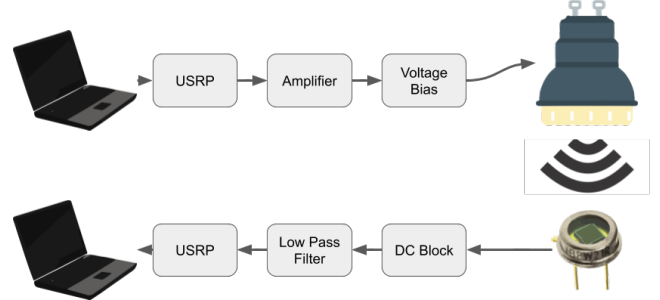 USRP
Amplifier
Voltage
Bias
USRP
Low Pass
Filter
DC Block